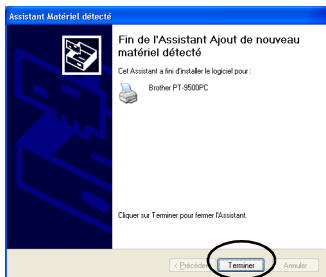 Assistant Matériel détecté
Fin de l'Assistant Ajout de nouveau
matériel détecté
Cet Assistant a fini d'installer le logiciel pour :
Brother PT-9500PC
Cliquer sur Terminer pour fermer l'Assistant.
< Précéden Terminer Annuler